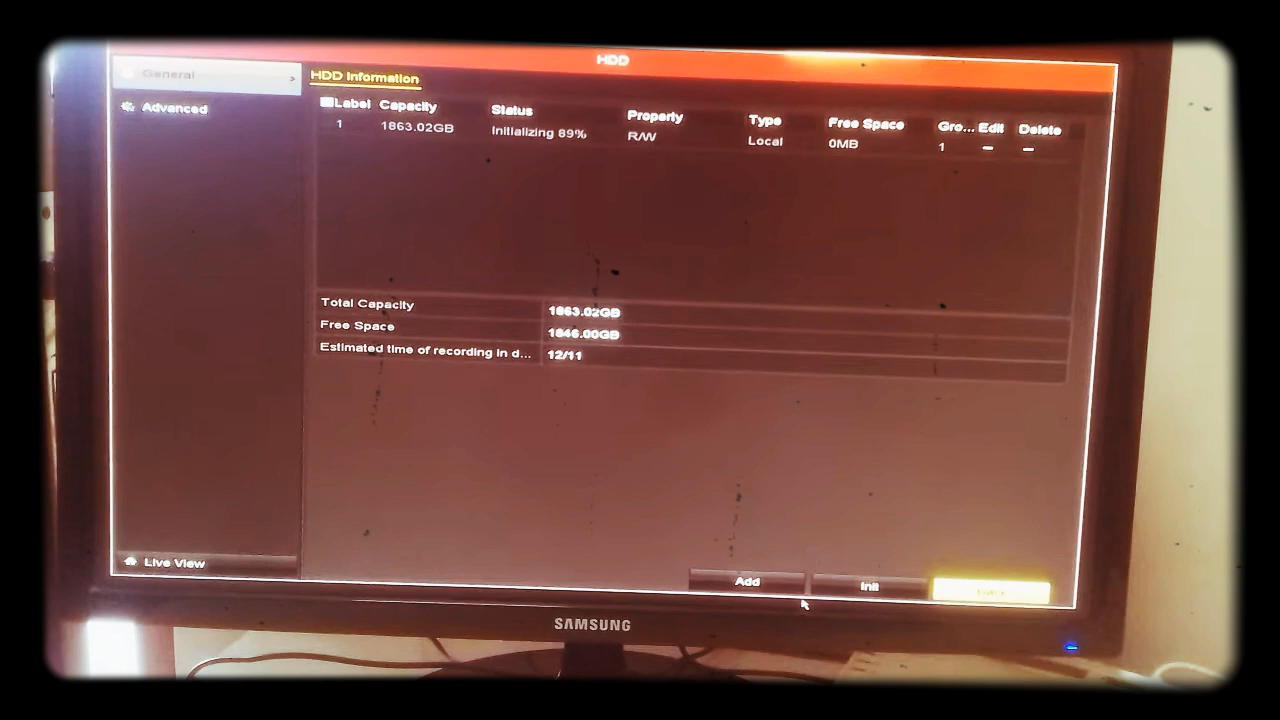 HDD
General >
HDD Information
Advanced
Label Capacity Status Property Type Free Space Gro... Edit Delete
1 1863.02GB Initializing 89% R/W Local 0MB 1 — —
Total Capacity 1863.02GB
Free Space 1846.00GB
Estimated time of recording in d... 12/11
Live View
Add Init
SAMSUNG